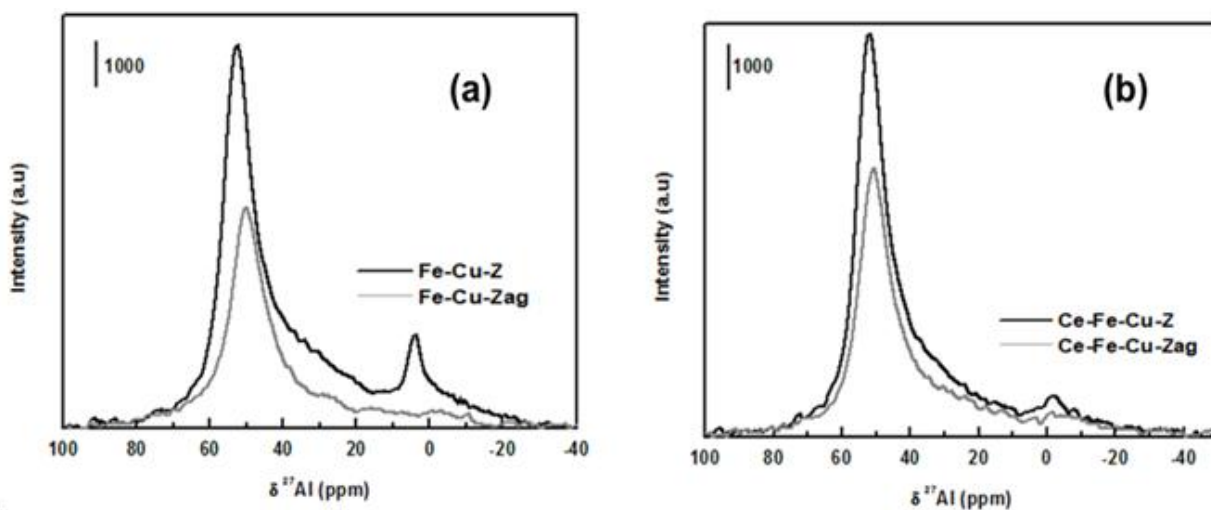 1000
(a)
Intensity (a.u)
Fe-Cu-Z
Fe-Cu-Zag
100 80 60 40 20 0 -20 -40
δ ²⁷Al (ppm)
1000
(b)
Intensity (a.u)
Ce-Fe-Cu-Z
Ce-Fe-Cu-Zag
100 80 60 40 20 0 -20 -40
δ ²⁷Al (ppm)